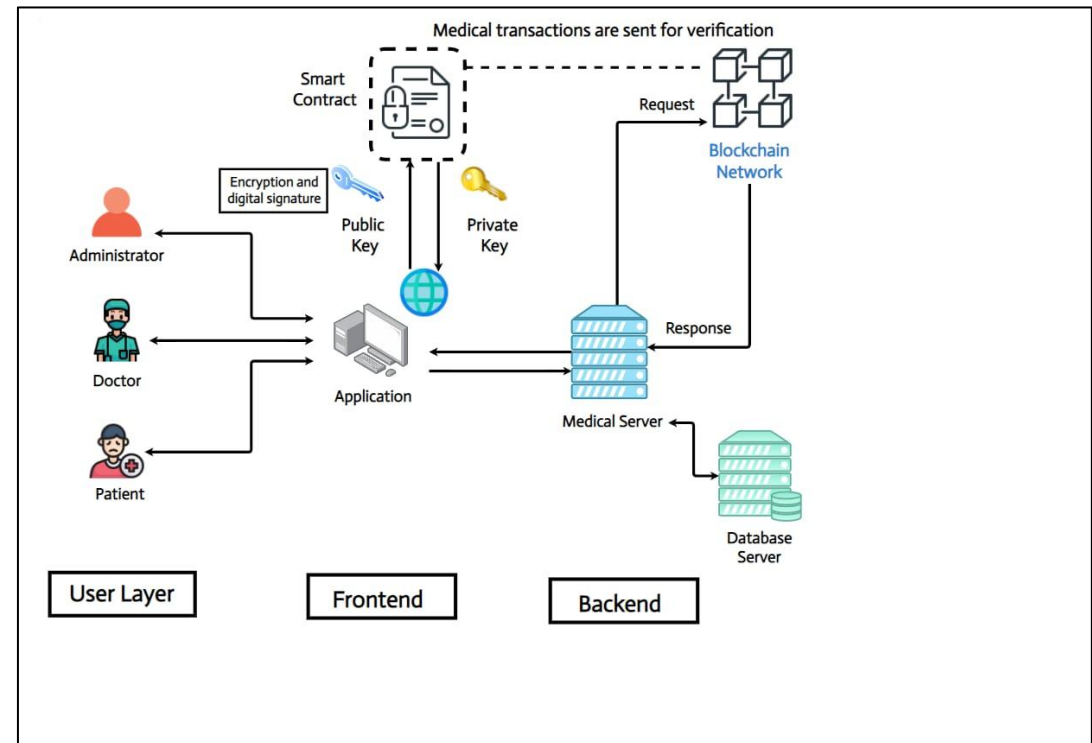 Medical transactions are sent for verification
Smart
Contract
Request
Blockchain
Network
Encryption and
digital signature
Public
Key
Private
Key
Administrator
Response
Doctor
Application
Medical Server
Patient
Database
Server
User Layer
Frontend
Backend